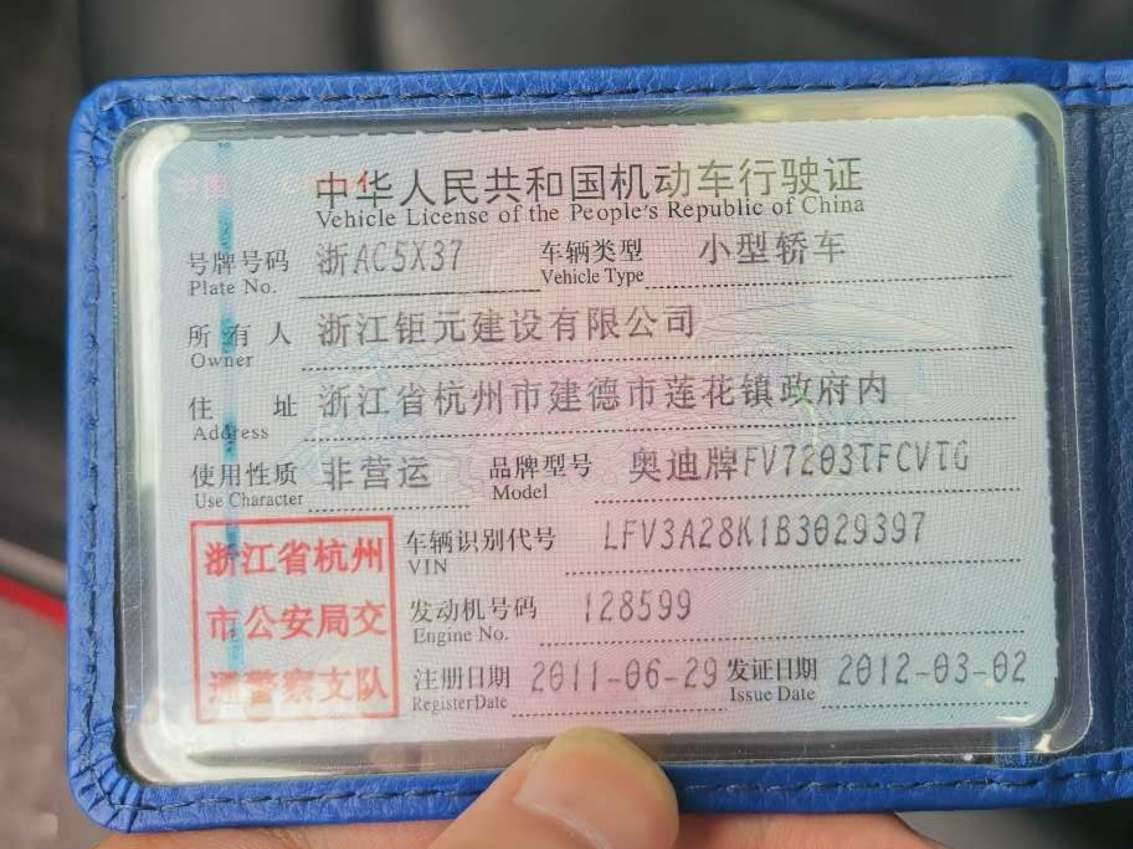 中华人民共和国机动车行驶证
Vehicle License of the People's Republic of China
号牌号码 浙AC5X37 车辆类型 小型轿车
Plate No. Vehicle Type
所有人 浙江钜元建设有限公司
Owner
住址 浙江省杭州市建德市莲花镇政府内
Address
使用性质 非营运 品牌型号 奥迪牌FV7203TFCVTG
Use Character Model
浙江省杭州
市公安局交
通警察支队
车辆识别代号 LFV3A28K1B3029397
VIN
发动机号码 128599
Engine No.
注册日期 2011-06-29 发证日期 2012-03-02
Register Date Issue Date